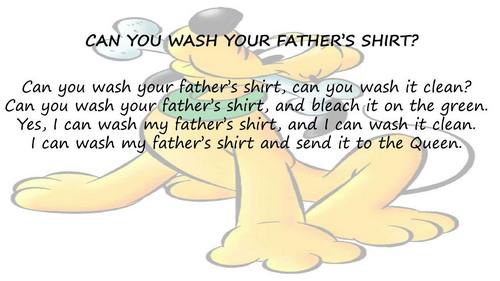 CAN YOU WASH YOUR FATHER'S SHIRT?
Can you wash your father's shirt, can you wash it clean?
Can you wash your father's shirt, and bleach it on the green.
Yes, I can wash my father's shirt, and I can wash it clean.
I can wash my father's shirt and send it to the Queen.